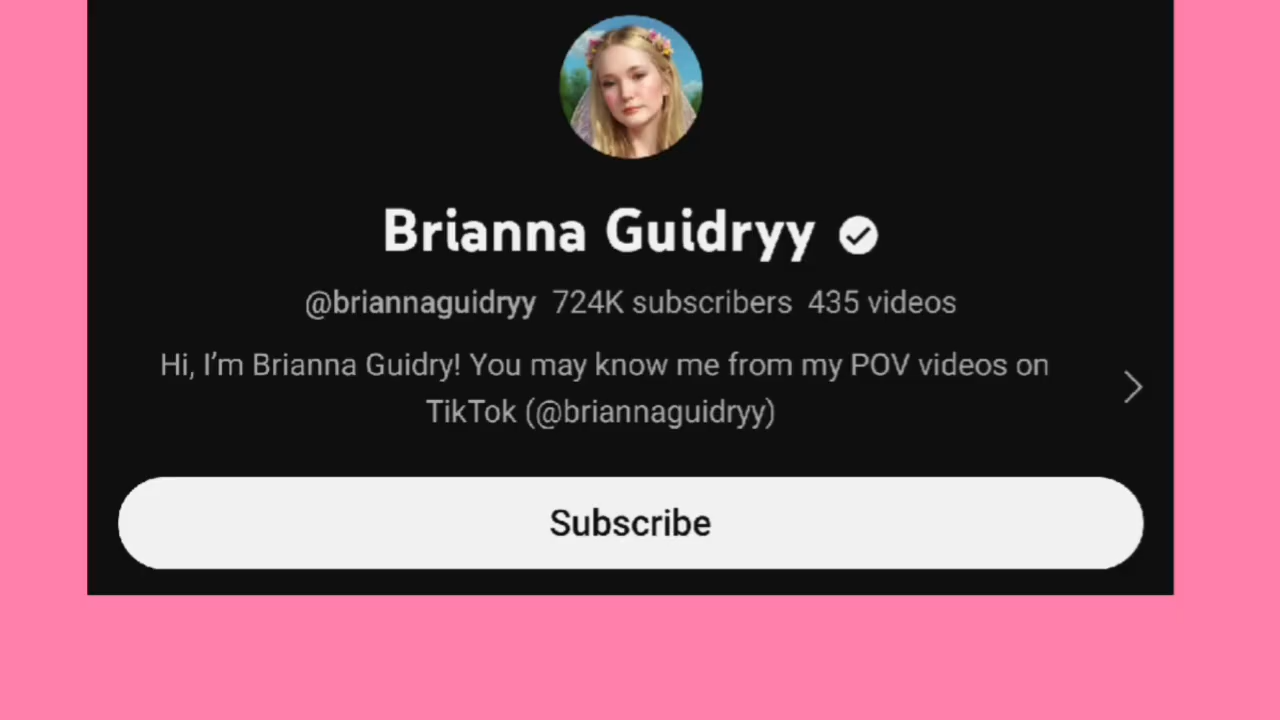 Brianna Guidryy
@briannaguidryy 724K subscribers 435 videos
Hi, I’m Brianna Guidry! You may know me from my POV videos on
TikTok (@briannaguidryy)
Subscribe